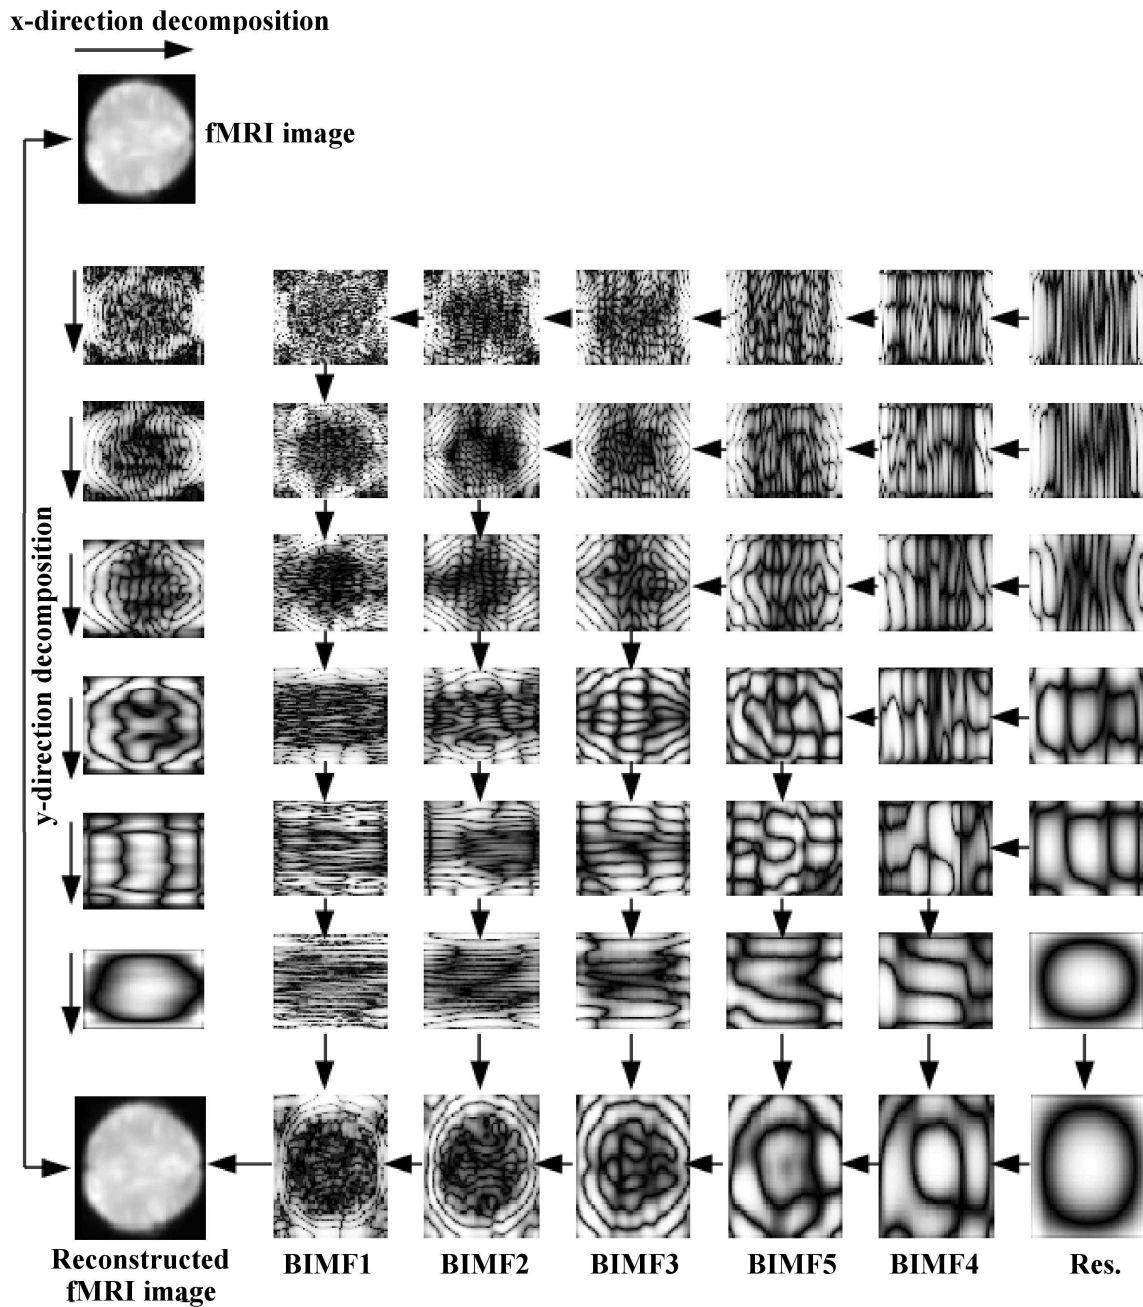 x-direction decomposition
fMRI image
y-direction decomposition
Reconstructed
fMRI image
BIMF1
BIMF2
BIMF3
BIMF5
BIMF4
Res.